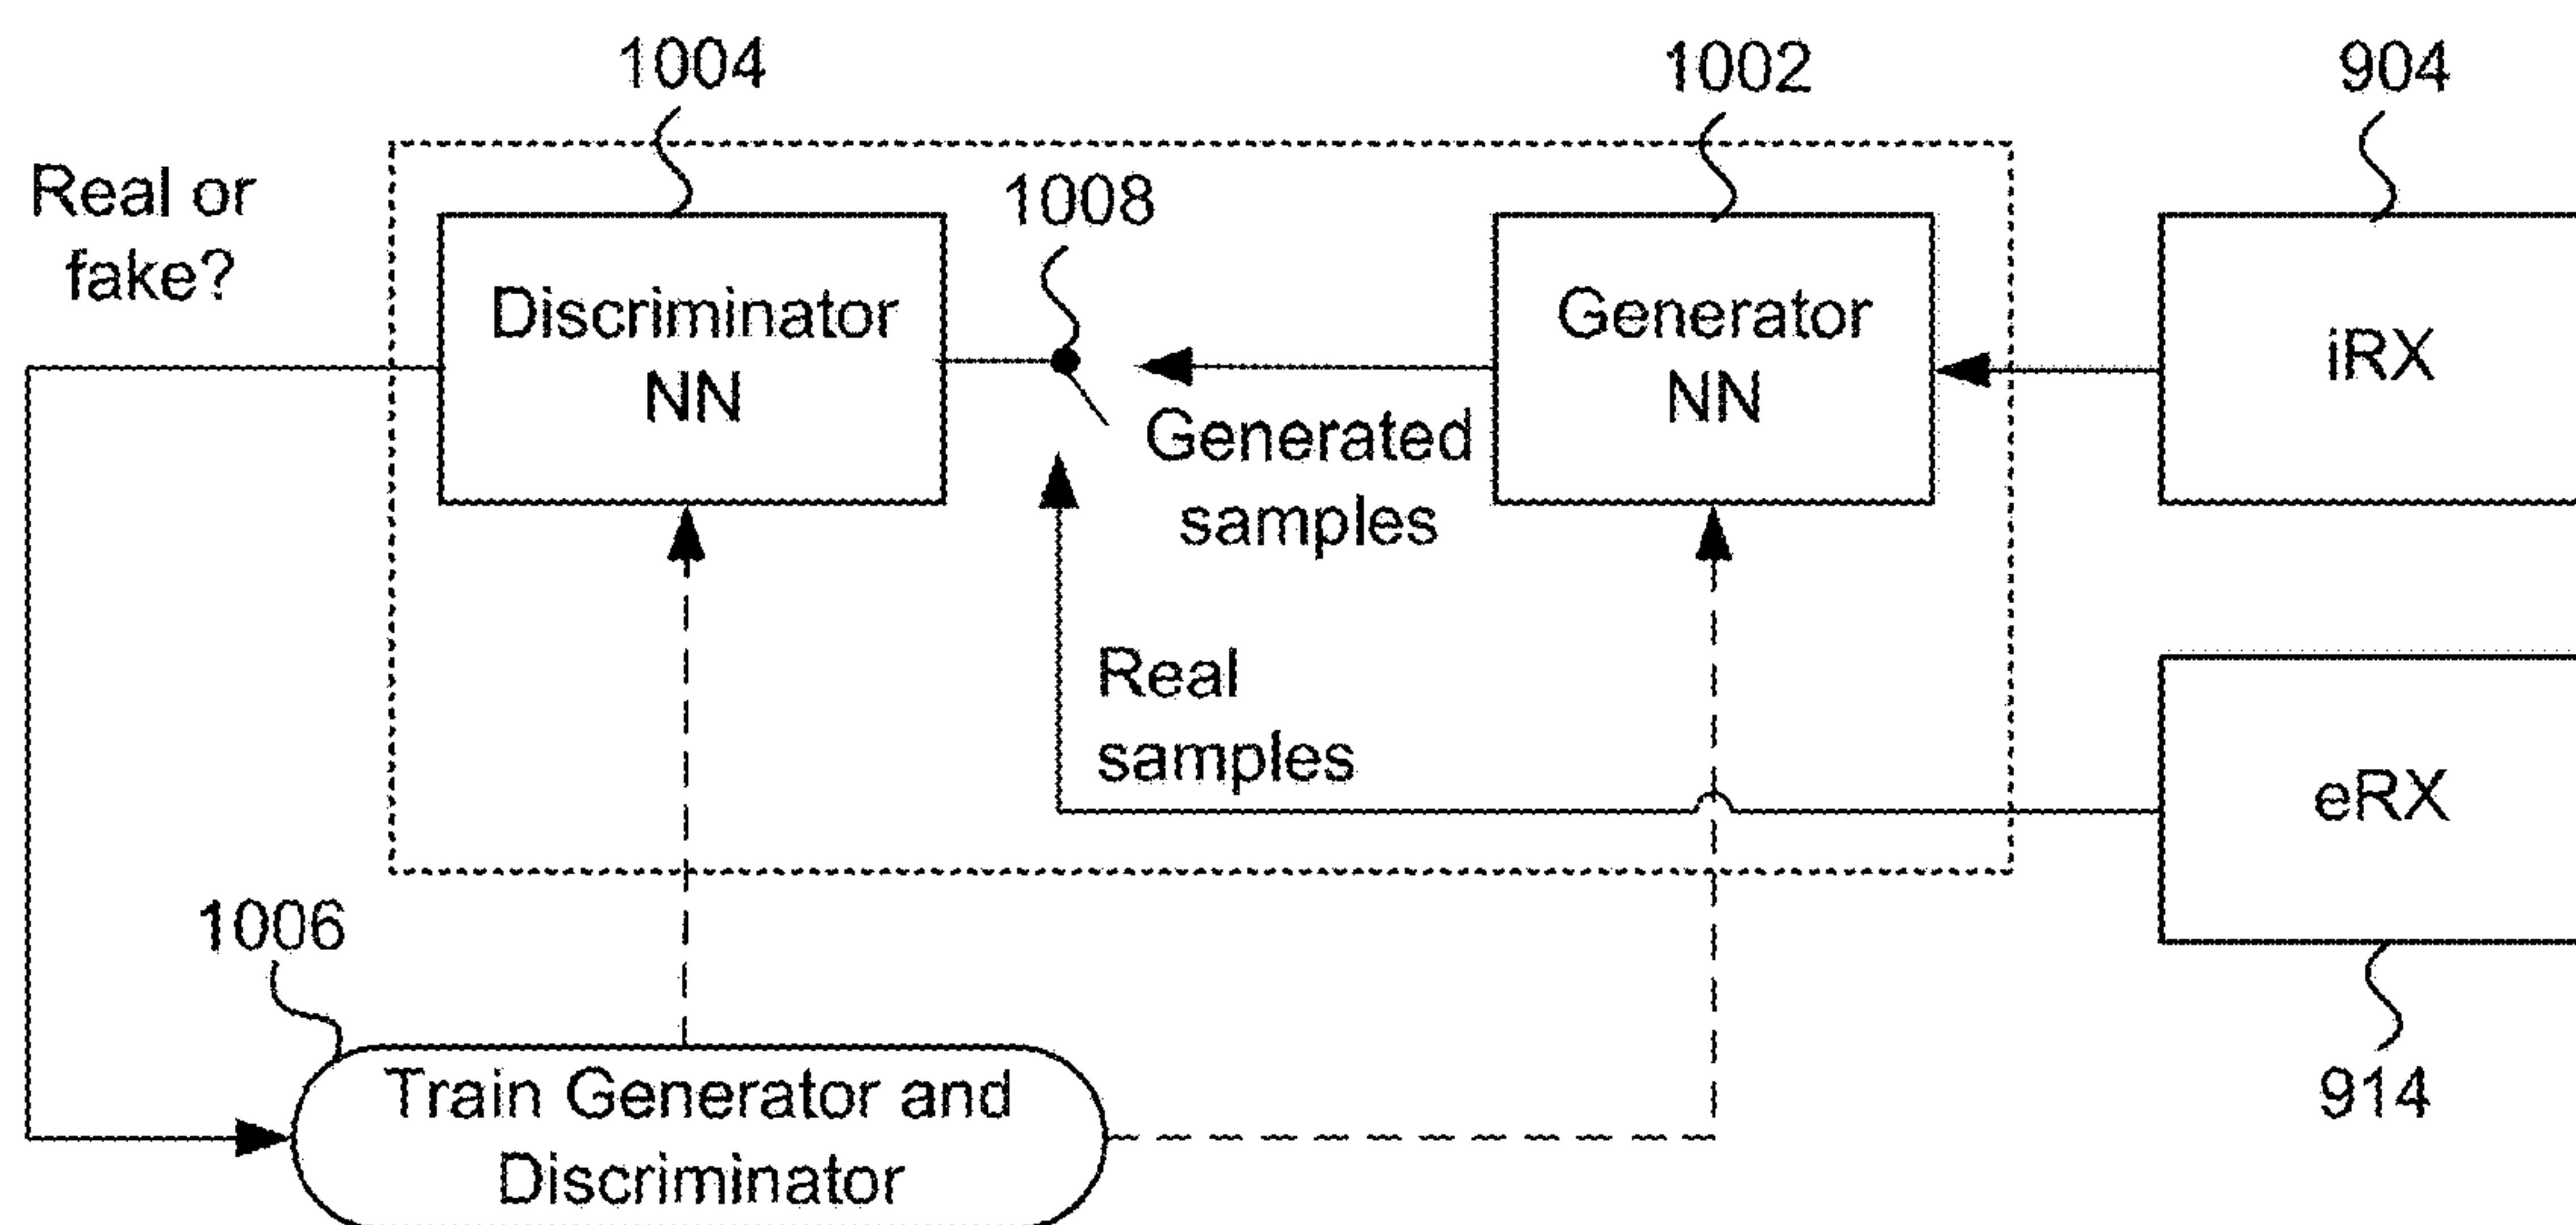 1004
1002
904
Real or
fake?
1008
Discriminator
NN
Generator
NN
iRX
Generated
samples
Real
samples
eRX
1006
Train Generator and
Discriminator
914